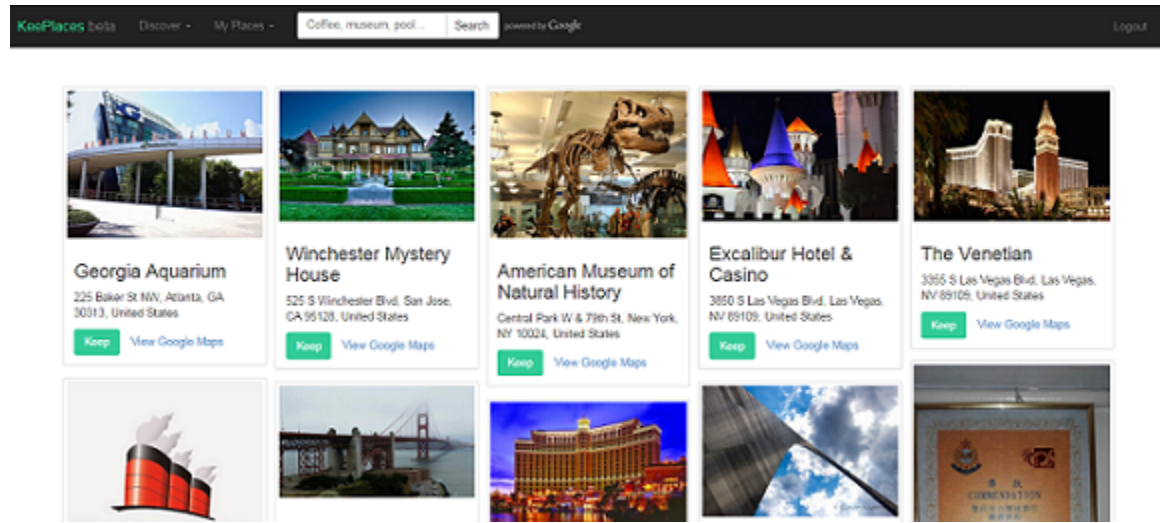 KeePlaces beta
Discover
My Places
Coffee, museum, pool...
Search
powered by Google
Logout
Georgia Aquarium
225 Baker St NW, Atlanta, GA
30313, United States
Keep
View Google Maps
Winchester Mystery
House
525 S Winchester Blvd, San Jose,
CA 95128, United States
Keep
View Google Maps
American Museum of
Natural History
Central Park W & 79th St, New York,
NY 10024, United States
Keep
View Google Maps
Excalibur Hotel &
Casino
3850 S Las Vegas Blvd, Las Vegas,
NV 89109, United States
Keep
View Google Maps
The Venetian
3355 S Las Vegas Blvd, Las Vegas,
NV 89109, United States
Keep
View Google Maps
COMMENDATION